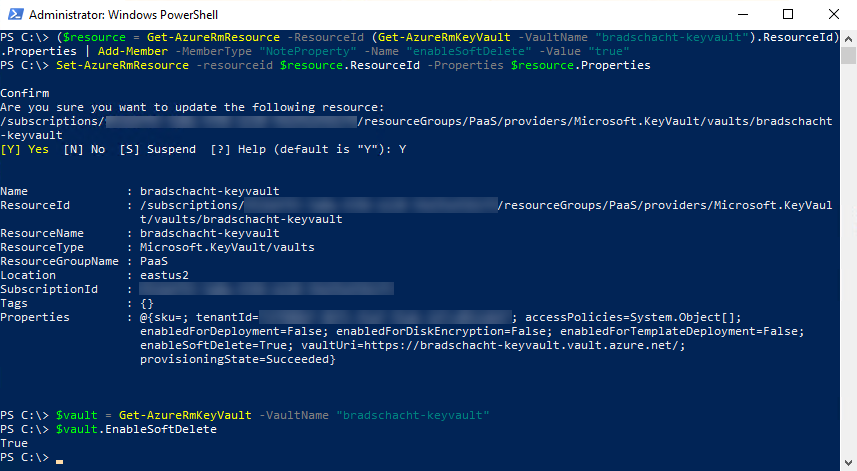 Administrator: Windows PowerShell
PS C:\> ($resource = Get-AzureRmResource -ResourceId (Get-AzureRmKeyVault -VaultName "bradschacht-keyvault").ResourceId)
.Properties | Add-Member -MemberType "NoteProperty" -Name "enableSoftDelete" -Value "true"
PS C:\> Set-AzureRmResource -resourceid $resource.ResourceId -Properties $resource.Properties
Confirm
Are you sure you want to update the following resource:
/subscriptions/ /resourceGroups/PaaS/providers/Microsoft.KeyVault/vaults/bradschacht
-keyvault
[Y] Yes  [N] No  [S] Suspend  [?] Help (default is "Y"): Y
Name              : bradschacht-keyvault
ResourceId        : /subscriptions/ /resourceGroups/PaaS/providers/Microsoft.KeyVaul
t/vaults/bradschacht-keyvault
ResourceName      : bradschacht-keyvault
ResourceType      : Microsoft.KeyVault/vaults
ResourceGroupName : PaaS
Location          : eastus2
SubscriptionId    :
Tags              : {}
Properties        : @{sku=; tenantId= ; accessPolicies=System.Object[];
enabledForDeployment=False; enabledForDiskEncryption=False; enabledForTemplateDeployment=False;
enableSoftDelete=True; vaultUri=https://bradschacht-keyvault.vault.azure.net/;
provisioningState=Succeeded}
PS C:\> $vault = Get-AzureRmKeyVault -VaultName "bradschacht-keyvault"
PS C:\> $vault.EnableSoftDelete
True
PS C:\>